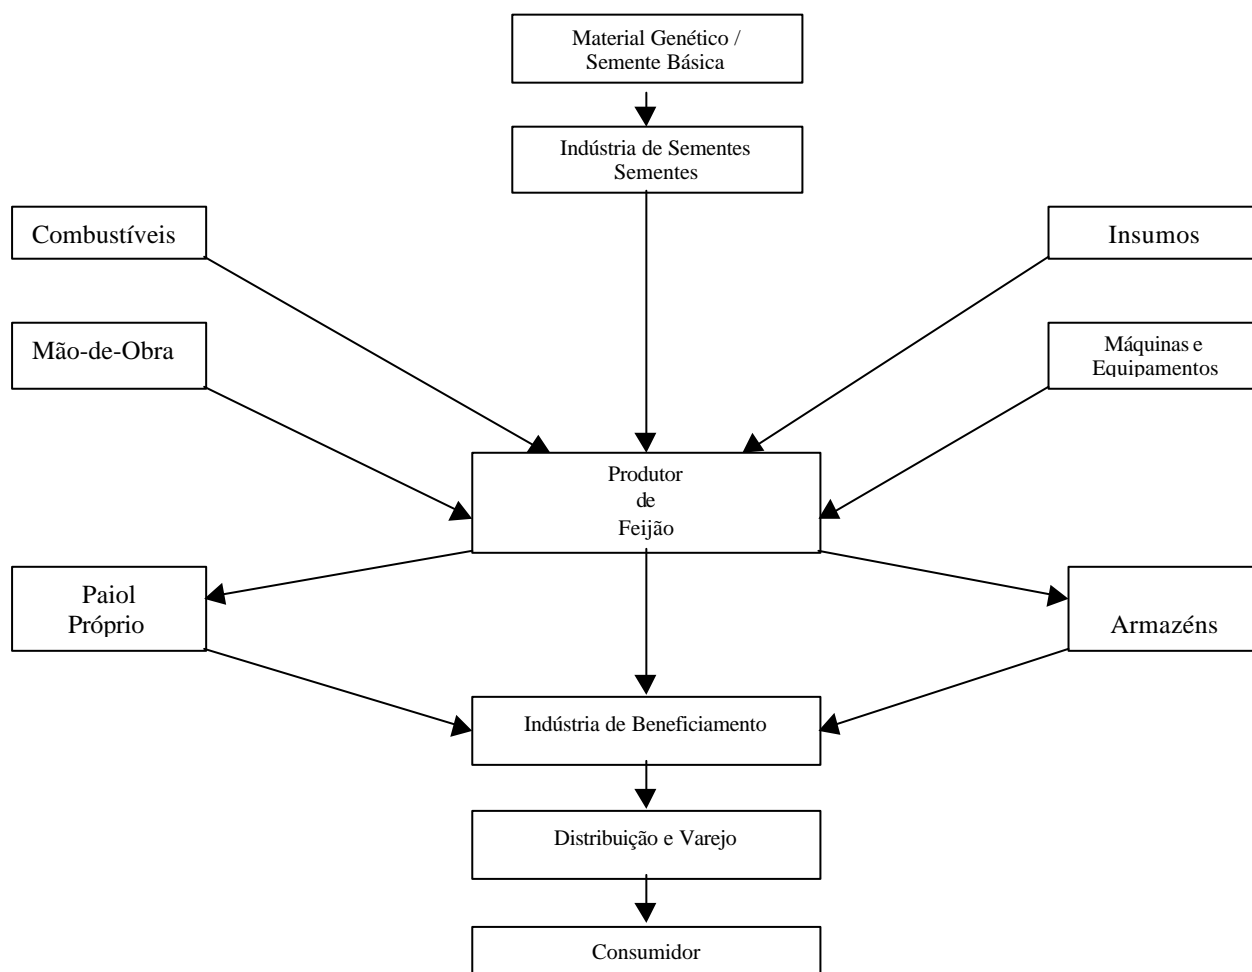 Material Genético /
Semente Básica
Indústria de Sementes
Sementes
Combustíveis
Insumos
Mão-de-Obra
Máquinas e
Equipamentos
Produtor
de
Feijão
Paiol
Próprio
Armazéns
Indústria de Beneficiamento
Distribuição e Varejo
Consumidor